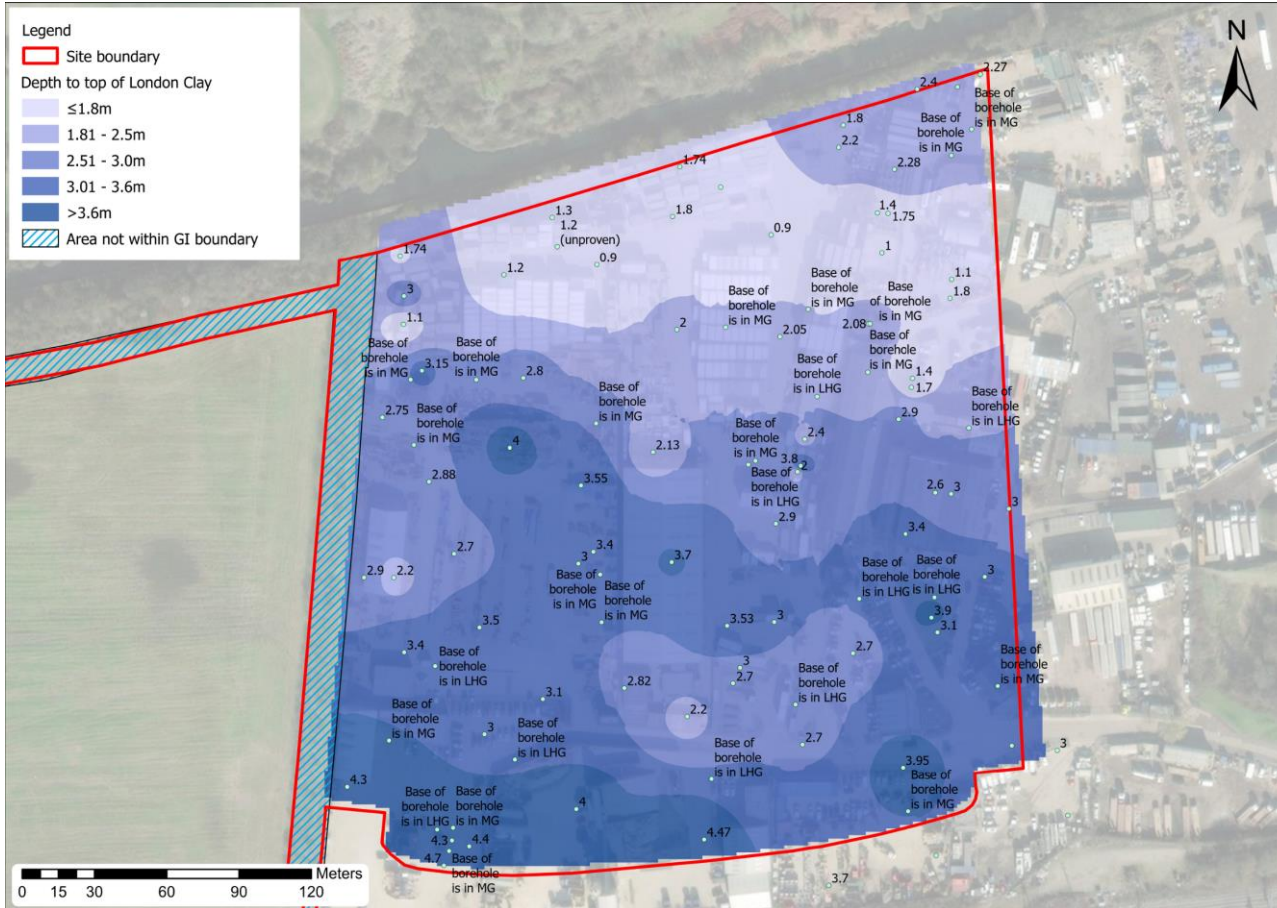 Legend
Site boundary
Depth to top of London Clay
≤1.8m
1.81 - 2.5m
2.51 - 3.0m
3.01 - 3.6m
>3.6m
Area not within GI boundary
N
2.27
2.4
Base of
borehole
is in MG
1.8
Base of
borehole
is in MG
2.2
2.28
1.74
1.3
1.8
1.4
1.75
1.2
(unproven)
0.9
1.74
0.9
1
1.2
1.1
1.8
3
Base of
borehole
is in MG
Base of
borehole
is in MG
Base
of borehole
is in MG
1.1
2
2.05
2.08
Base of
borehole
is in MG
Base of
borehole
is in MG
Base of
borehole
is in MG
3.15
2.8
Base of
borehole
is in LHG
1.4
1.7
Base of
borehole
is in MG
2.75
Base of
borehole
is in MG
2.9
Base of
borehole
is in LHG
4
2.13
2.4
Base of
borehole
is in MG
3.8
2
Base of
borehole
is in LHG
2.88
3.55
2.6
3
3
2.9
3.4
2.7
3.4
3
3.7
2.9
2.2
Base of
borehole
is in MG
Base of
borehole
is in MG
Base of
borehole
is in LHG
Base of
borehole
is in LHG
3
3.9
3.1
3.5
3.53
3
3.4
Base of
borehole
is in LHG
2.7
Base of
borehole
is in MG
3
2.7
2.82
Base of
borehole
is in LHG
3.1
2.2
3
Base of
borehole
is in MG
Base of
borehole
is in LHG
2.7
3
Base of
borehole
is in LHG
3.95
Base of
borehole
is in MG
4.3
4
Base of
borehole
is in LHG
Base of
borehole
is in MG
4.3
4.4
4.47
4.7
Base of
borehole
is in MG
3.7
0 15 30 60 90 120
Meters